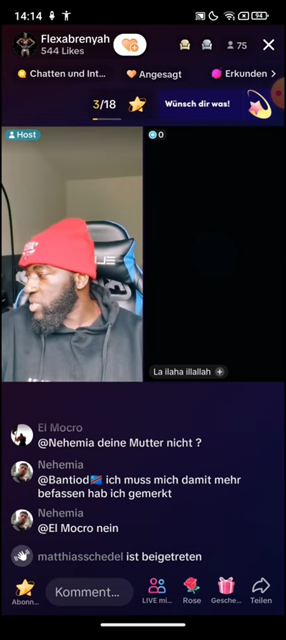 14:14
94
Flexabrenyah
544 Likes
75
Chatten und Int...
Angesagt
Erkunden
3/18
Wünsch dir was!
Host
0
La ilaha illallah
El Mocro
@Nehemia deine Mutter nicht ?
Nehemia
@Bantiod🇨🇩 ich muss mich damit mehr
befassen hab ich gemerkt
Nehemia
@El Mocro nein
matthiasschedel ist beigetreten
Abonn...
Komment...
LIVE mi...
Rose
Gesche...
Teilen